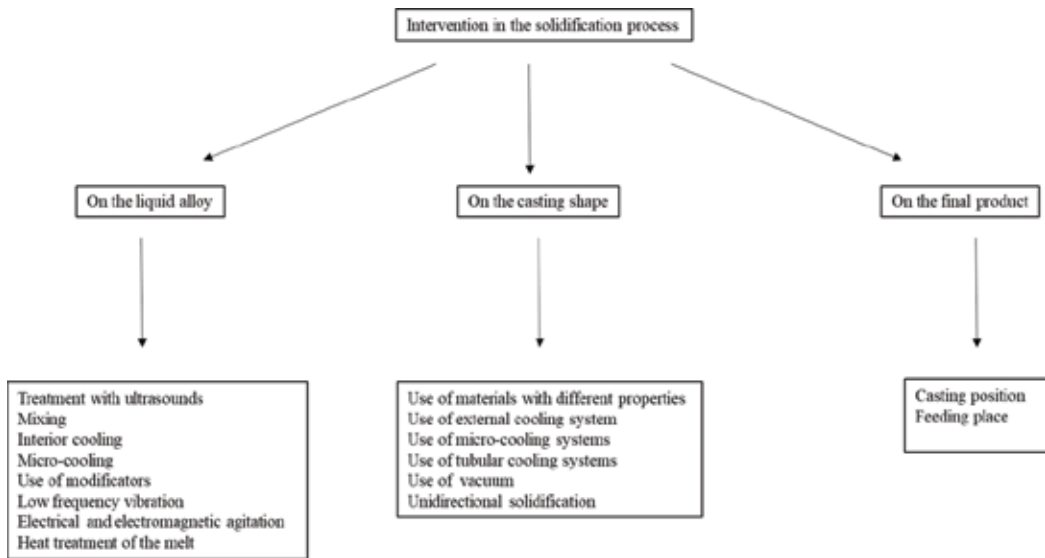 Intervention in the solidification process
On the liquid alloy
On the casting shape
On the final product
Treatment with ultrasounds
Mixing
Interior cooling
Micro-cooling
Use of modificators
Low frequency vibration
Electrical and electromagnetic agitation
Heat treatment of the melt
Use of materials with different properties
Use of external cooling system
Use of micro-cooling systems
Use of tubular cooling systems
Use of vacuum
Unidirectional solidification
Casting position
Feeding place